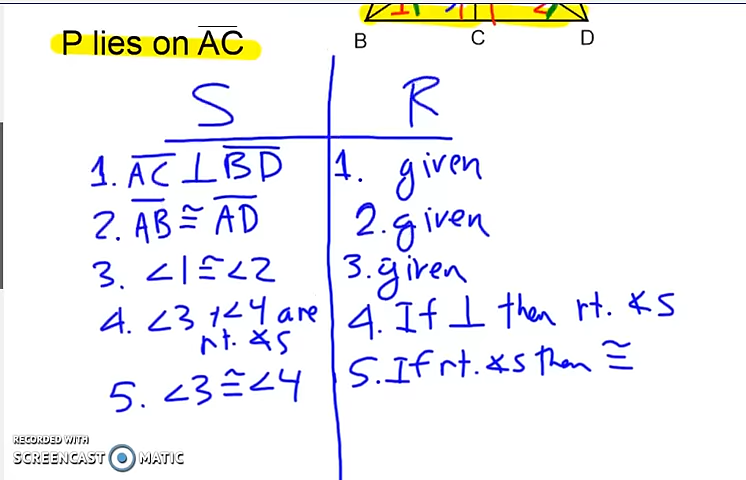 P lies on AC
B C D
S R
1. AC ⊥ BD 1. given
2. AB ≅ AD 2. given
3. ∠1 ≅ ∠2 3. given
4. ∠3 + ∠4 are 4. If ⊥ then rt. ∡s
rt. ∡s
5. ∠3 ≅ ∠4 5. If rt. ∡s then ≅
RECORDED WITH
SCREENCAST MATIC